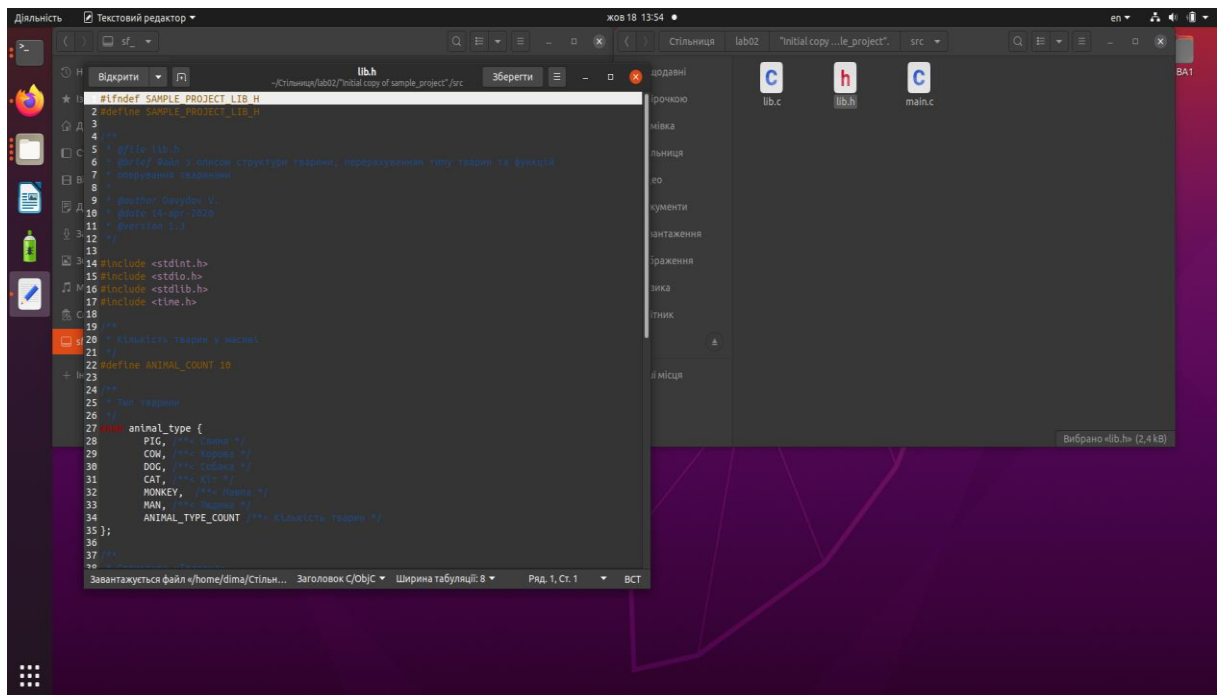 Діяльність Текстовий редактор жов 18 13:54 en
sf_
Стільниця lab02 "Initial copy ...le_project". src
Відкрити lib.h Зберегти
~/Стільниця/lab02/"Initial copy of sample_project"./src
lib.c lib.h main.c
BA1
1 #ifndef SAMPLE_PROJECT_LIB_H
2 #define SAMPLE_PROJECT_LIB_H
3
4 /**
5 * @file lib.h
6 * @brief Файл з описом структури тварини, перерахуванням типу тварин та функцій
7 * оперування тваринами
8 *
9 * @author Davydov V.
10 * @date 14-apr-2020
11 * @version 1.1
12 */
13
14 #include <stdint.h>
15 #include <stdio.h>
16 #include <stdlib.h>
17 #include <time.h>
18
19 /**
20 * Кількість тварин у масиві
21 */
22 #define ANIMAL_COUNT 10
23
24 /**
25 * Тип тварини
26 */
27 enum animal_type {
28 PIG, /**< Свиня */
29 COW, /**< Корова */
30 DOG, /**< Собака */
31 CAT, /**< Кіт */
32 MONKEY, /**< Мавпа */
33 MAN, /**< Людина */
34 ANIMAL_TYPE_COUNT /**< Кількість тварин */
35 };
36
37 /**
Завантажується файл «/home/dima/Стільн... Заголовок C/ObjC Ширина табуляції: 8 Ряд. 1, Ст. 1 ВСТ
Вибрано «lib.h» (2,4 kB)